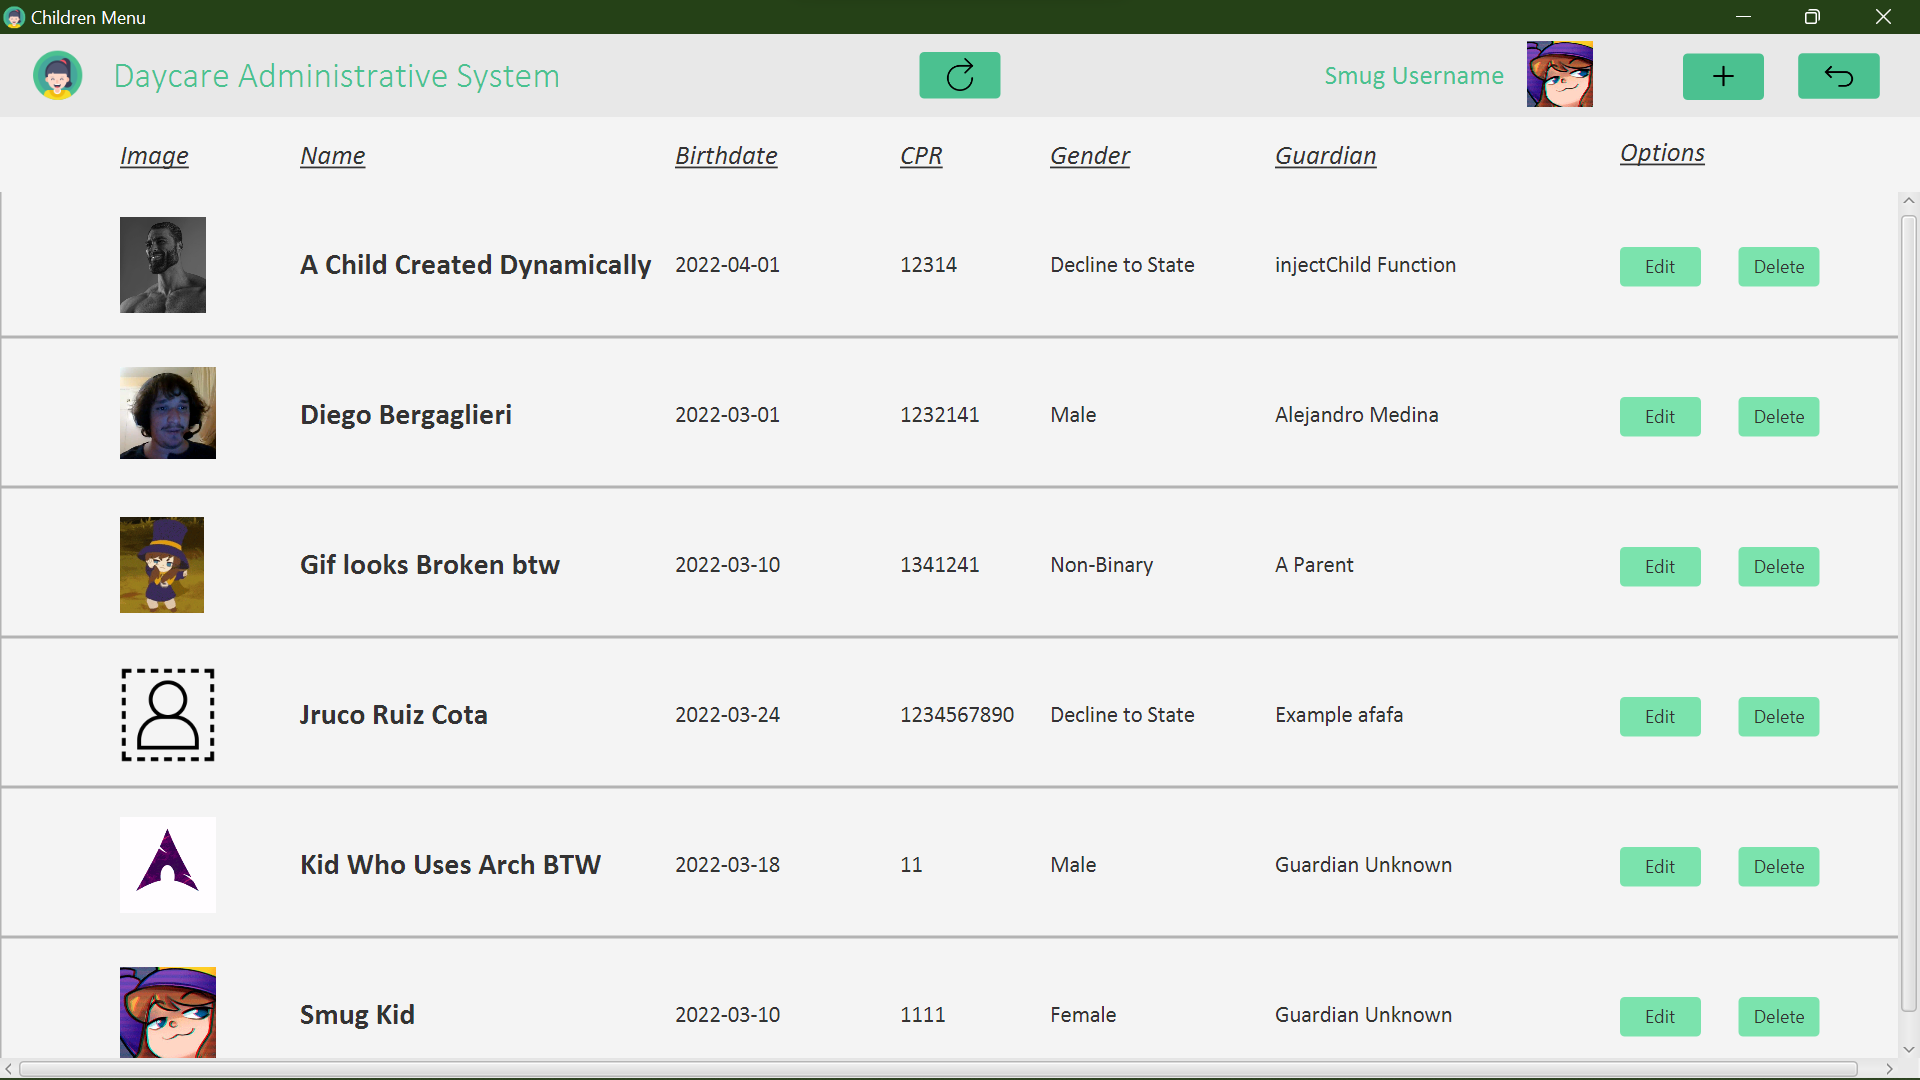 Children Menu
Daycare Administrative System
Smug Username
Image Name Birthdate CPR Gender Guardian Options
A Child Created Dynamically 2022-04-01 12314 Decline to State injectChild Function Edit Delete
Diego Bergaglieri 2022-03-01 1232141 Male Alejandro Medina Edit Delete
Gif looks Broken btw 2022-03-10 1341241 Non-Binary A Parent Edit Delete
Jruco Ruiz Cota 2022-03-24 1234567890 Decline to State Example afafa Edit Delete
Kid Who Uses Arch BTW 2022-03-18 11 Male Guardian Unknown Edit Delete
Smug Kid 2022-03-10 1111 Female Guardian Unknown Edit Delete